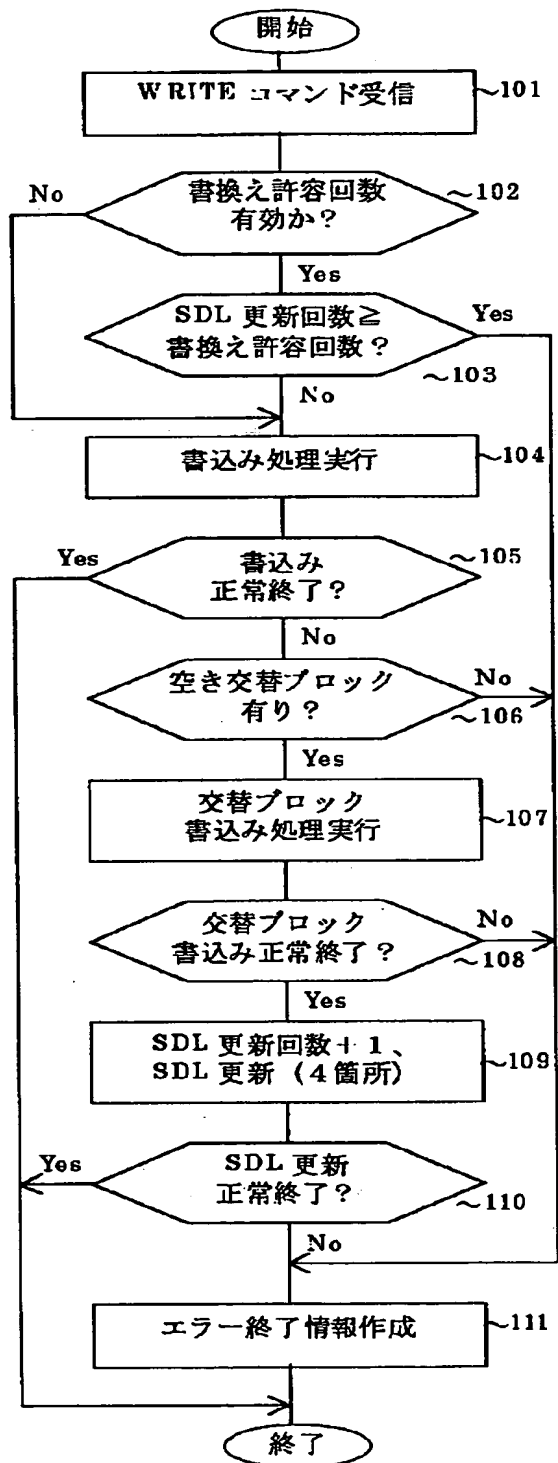 開始
WRITE コマンド受信
~101
書換え許容回数
有効か?
~102
No
Yes
SDL 更新回数≧
書換え許容回数?
Yes
~103
No
書込み処理実行
~104
Yes
書込み
正常終了?
~105
No
空き交替ブロック
有り?
No
~106
Yes
交替ブロック
書込み処理実行
~107
交替ブロック
書込み正常終了?
No
~108
Yes
SDL 更新回数+1、
SDL 更新(4箇所)
~109
Yes
SDL 更新
正常終了?
~110
No
エラー終了情報作成
~111
終了